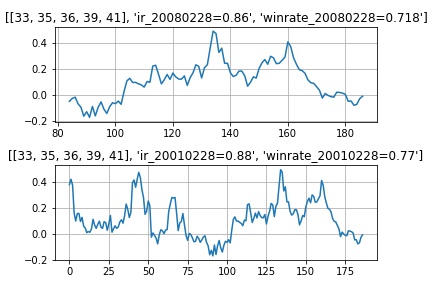 [[33, 35, 36, 39, 41], 'ir_20080228=0.86', 'winrate_20080228=0.718']
0.4
0.2
0.0
−0.2
80 100 120 140 160 180
[[33, 35, 36, 39, 41], 'ir_20010228=0.88', 'winrate_20010228=0.77']
0.4
0.2
0.0
−0.2
0 25 50 75 100 125 150 175